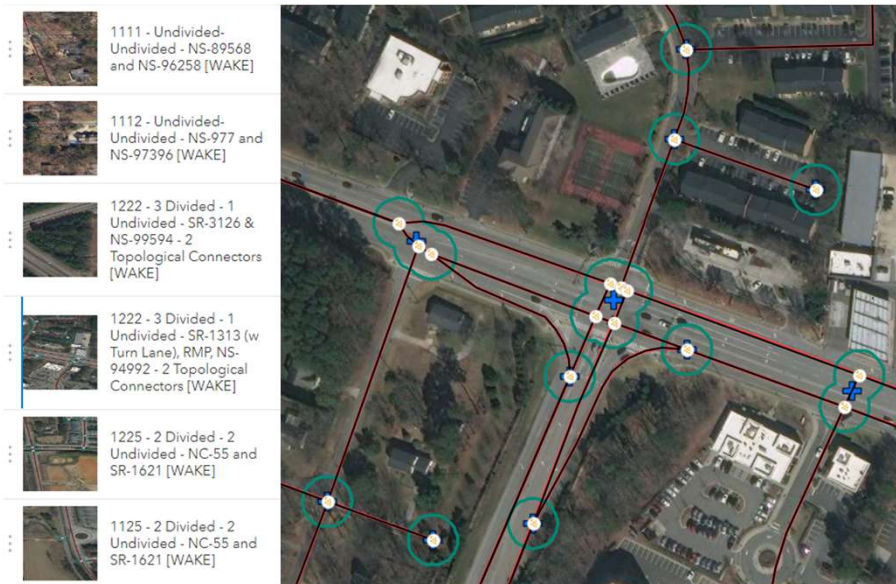 1111 - Undivided-
Undivided - NS-89568
and NS-96258 [WAKE]
1112 - Undivided-
Undivided - NS-977 and
NS-97396 [WAKE]
1222 - 3 Divided - 1
Undivided - SR-3126 &
NS-99594 - 2
Topological Connectors
[WAKE]
1222 - 3 Divided - 1
Undivided - SR-1313 (w
Turn Lane), RMP, NS-
94992 - 2 Topological
Connectors [WAKE]
1225 - 2 Divided - 2
Undivided - NC-55 and
SR-1621 [WAKE]
1125 - 2 Divided - 2
Undivided - NC-55 and
SR-1621 [WAKE]